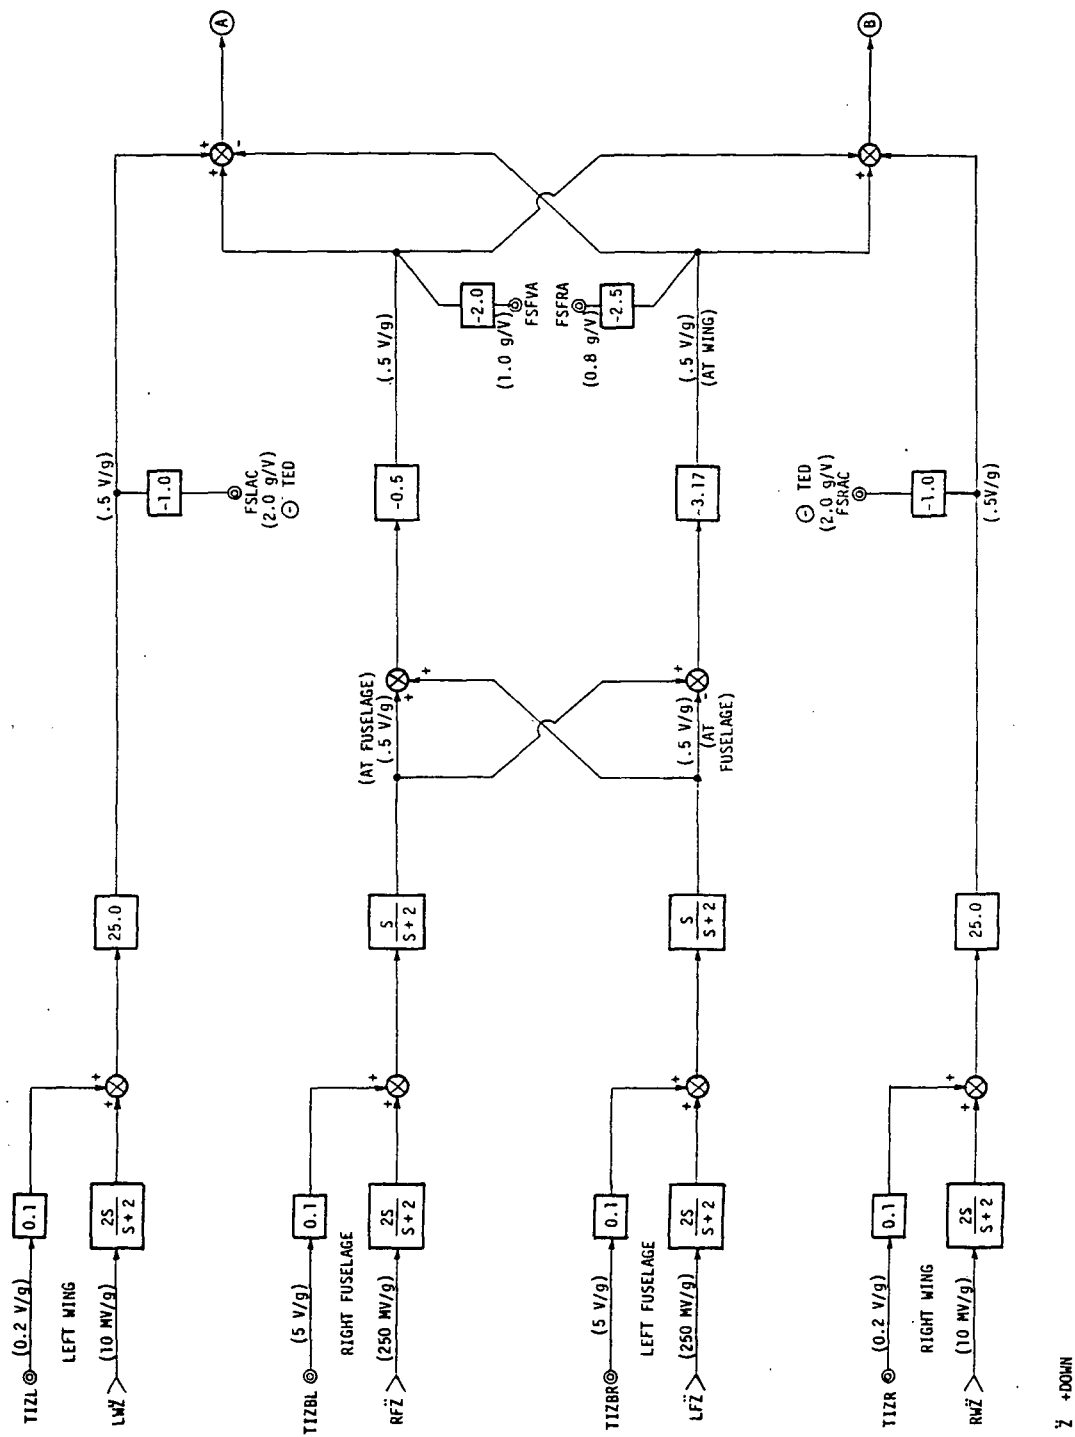 TIZL
(0.2 V/g)
0.1
LEFT WING
LWZ̈
(10 MV/g)
2S
S + 2
+
+
25.0
(.5 V/g)
-1.0
FSLAC
(2.0 g/V)
⊖ TED
+
+
-
A
TIZBL
(5 V/g)
0.1
RIGHT FUSELAGE
RFZ̈
(250 MV/g)
2S
S + 2
+
+
S
S + 2
(AT FUSELAGE)
(.5 V/g)
+
+
-0.5
(.5 V/g)
-2.0
(1.0 g/V)
FSFVA
TIZBR
(5 V/g)
0.1
LEFT FUSELAGE
LFZ̈
(250 MV/g)
2S
S + 2
+
+
S
S + 2
(.5 V/g)
(AT
FUSELAGE)
-
+
-3.17
(.5 V/g)
(AT WING)
FSFRA
(0.8 g/V)
-2.5
TIZR
(0.2 V/g)
0.1
RIGHT WING
RWZ̈
(10 MV/g)
2S
S + 2
+
+
25.0
⊖ TED
(2.0 g/V)
FSRAC
-1.0
(.5V/g)
+
B
Z̈ +DOWN